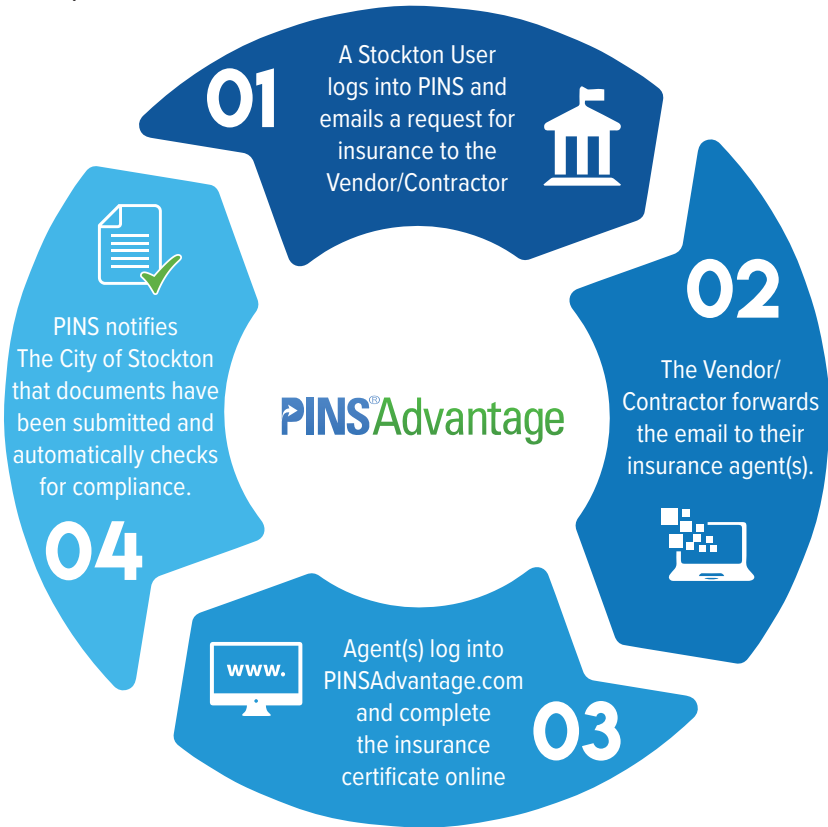 01
A Stockton User
logs into PINS and
emails a request for
insurance to the
Vendor/Contractor
02
The Vendor/
Contractor forwards
the email to their
insurance agent(s).
www.
Agent(s) log into
PINSAdvantage.com
and complete
the insurance
certificate online
03
PINS notifies
The City of Stockton
that documents have
been submitted and
automatically checks
for compliance.
04
PINS®Advantage